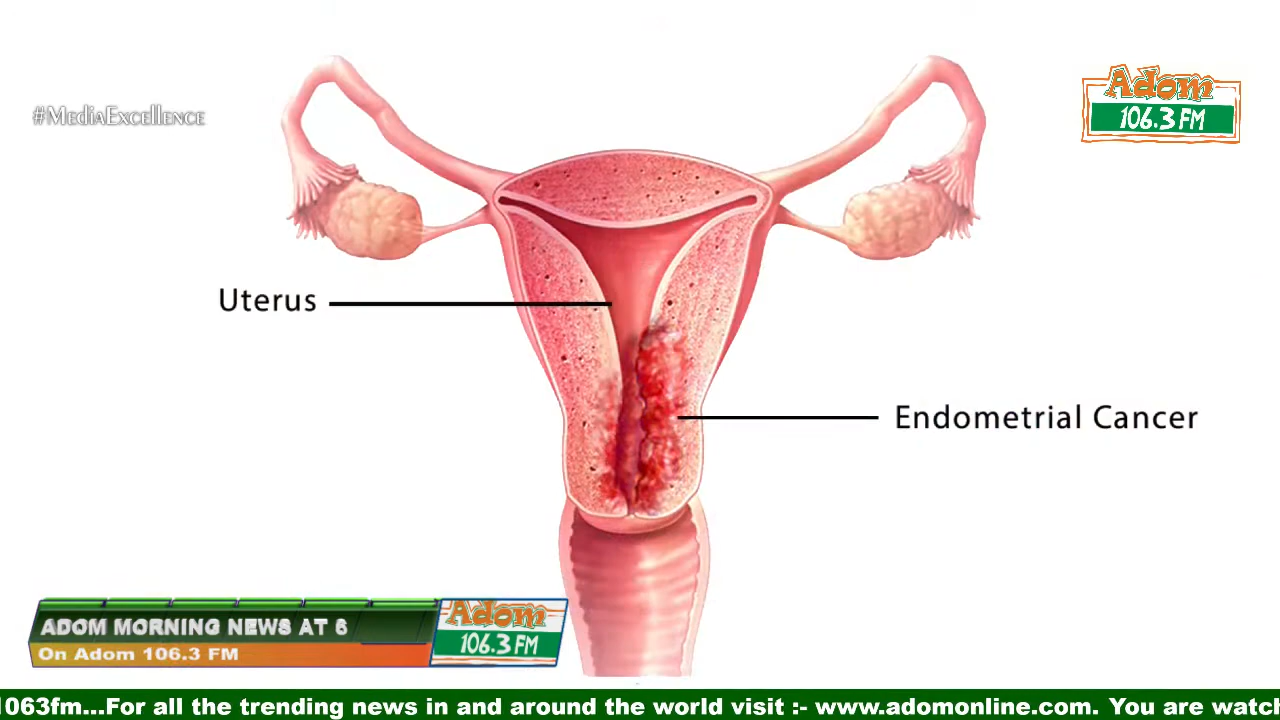 #MediaExcellence
Adom
106.3 FM
Uterus
Endometrial Cancer
ADOM MORNING NEWS AT 6
On Adom 106.3 FM
Adom
106.3 FM
1063fm...For all the trending news in and around the world visit :- www.adomonline.com. You are watch